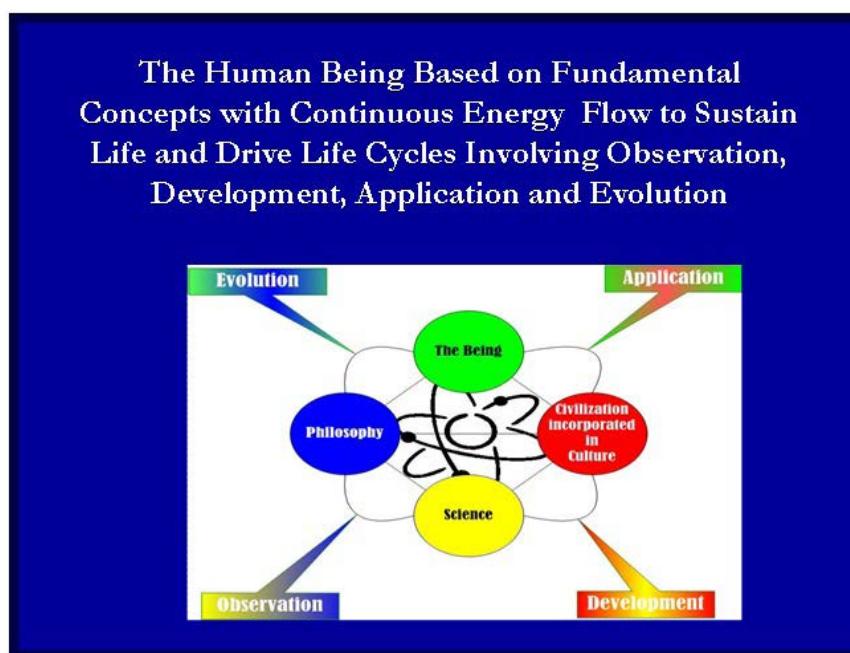 The Human Being Based on Fundamental
Concepts with Continuous Energy Flow to Sustain
Life and Drive Life Cycles Involving Observation,
Development, Application and Evolution
Evolution
Application
The Being
Philosophy
Civilization
incorporated
in
Culture
Science
Observation
Development